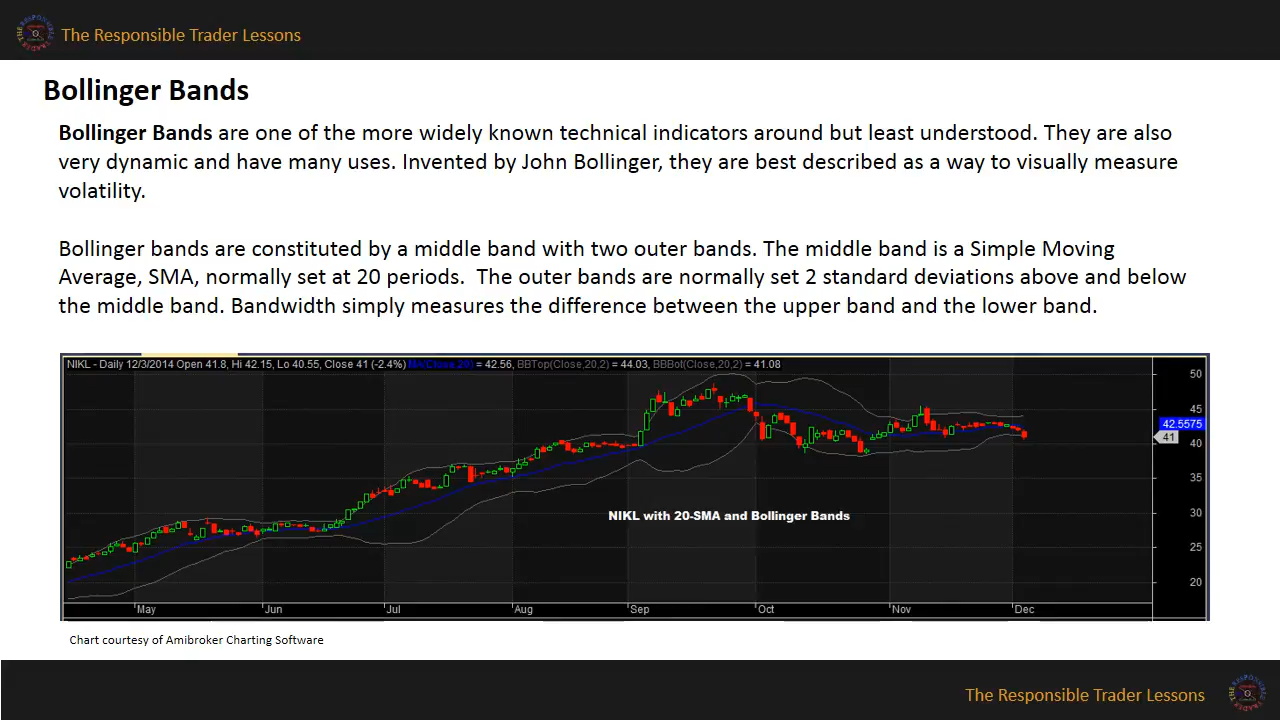 The Responsible Trader Lessons
Bollinger Bands
Bollinger Bands are one of the more widely known technical indicators around but least understood. They are also
very dynamic and have many uses. Invented by John Bollinger, they are best described as a way to visually measure
volatility.
Bollinger bands are constituted by a middle band with two outer bands. The middle band is a Simple Moving
Average, SMA, normally set at 20 periods.  The outer bands are normally set 2 standard deviations above and below
the middle band. Bandwidth simply measures the difference between the upper band and the lower band.
NIKL - Daily 12/3/2014 Open 41.8, Hi 42.15, Lo 40.55, Close 41 (-2.4%) MA(Close,20) = 42.56, BBTop(Close,20,2) = 44.03, BBBot(Close,20,2) = 41.08
50
45
42.5575
41
40
35
NIKL with 20-SMA and Bollinger Bands
30
25
20
May Jun Jul Aug Sep Oct Nov Dec
Chart courtesy of Amibroker Charting Software
The Responsible Trader Lessons